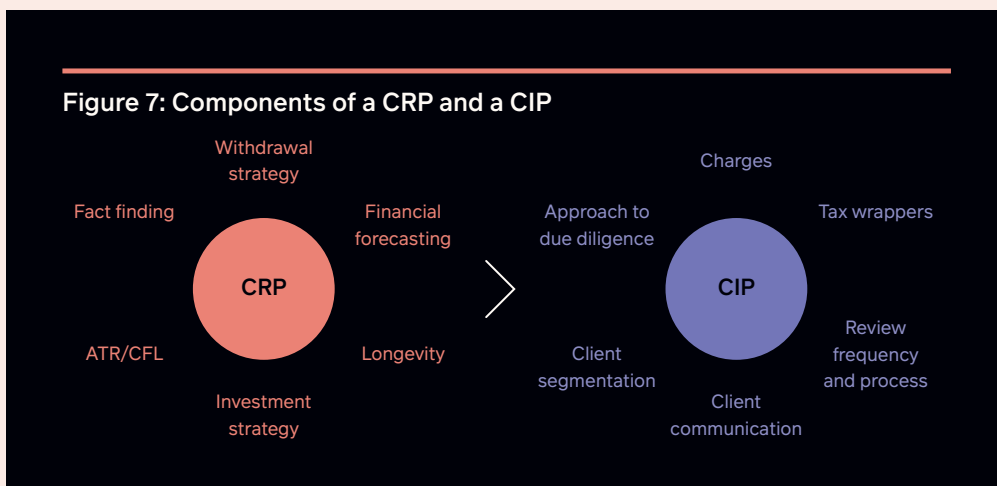 Figure 7: Components of a CRP and a CIP
Withdrawal
strategy
Fact finding
Financial
forecasting
CRP
ATR/CFL
Longevity
Investment
strategy
Charges
Approach to
due diligence
Tax wrappers
CIP
Client
segmentation
Review
frequency
and process
Client
communication